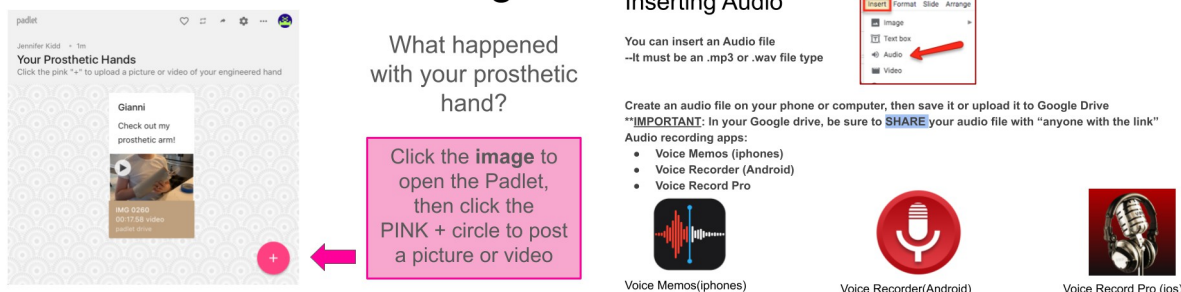 padlet
Jennifer Kidd • 1m
Your Prosthetic Hands
Click the pink "+" to upload a picture or video of your engineered hand
Gianni
Check out my
prosthetic arm!
IMG 0260
00:17:58 video
padlet drive
+
What happened
with your prosthetic
hand?
Click the image to
open the Padlet,
then click the
PINK + circle to post
a picture or video
Inserting Audio
You can insert an Audio file
--It must be an .mp3 or .wav file type
Insert Format Slide Arrange
Image
Text box
Audio
Video
Create an audio file on your phone or computer, then save it or upload it to Google Drive
**IMPORTANT: In your Google drive, be sure to SHARE your audio file with “anyone with the link”
Audio recording apps:
● Voice Memos (iphones)
● Voice Recorder (Android)
● Voice Record Pro
Voice Memos(iphones)
Voice Recorder(Android)
Voice Record Pro (ios)